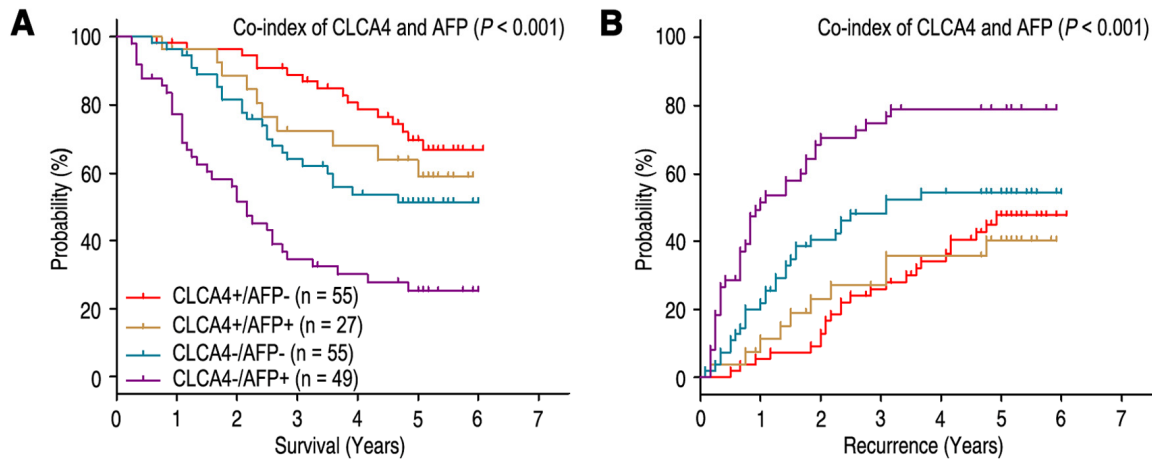 A
Co-index of CLCA4 and AFP (P < 0.001)
100
80
60
40
20
0
Probability (%)
CLCA4+/AFP- (n = 55)
CLCA4+/AFP+ (n = 27)
CLCA4-/AFP- (n = 55)
CLCA4-/AFP+ (n = 49)
0 1 2 3 4 5 6 7
Survival (Years)
B
Co-index of CLCA4 and AFP (P < 0.001)
100
80
60
40
20
0
Probability (%)
0 1 2 3 4 5 6 7
Recurrence (Years)